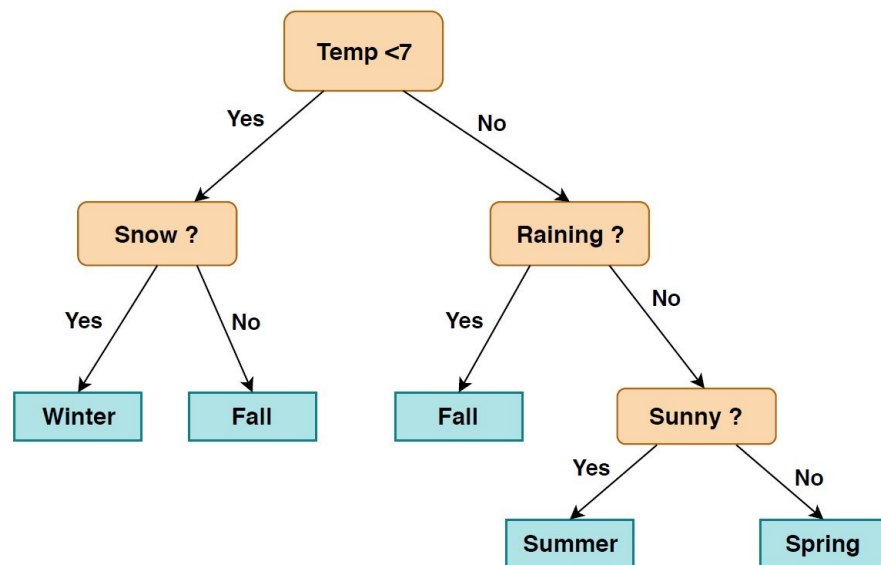 Temp <7
Yes
No
Snow ?
Raining ?
Yes
No
Yes
No
Winter
Fall
Fall
Sunny ?
Yes
No
Summer
Spring